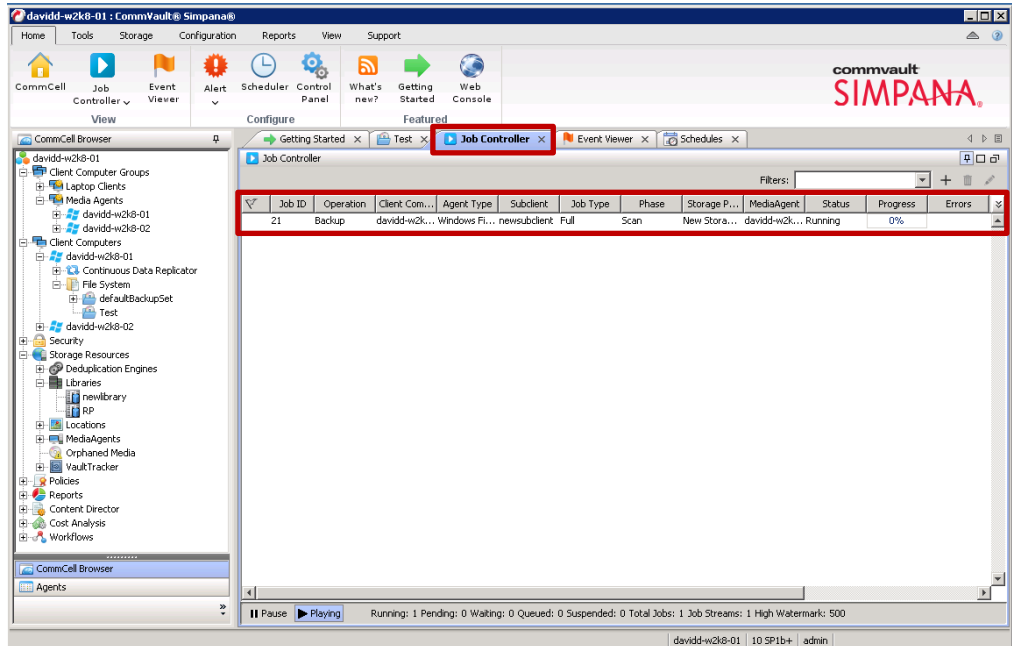 davidd-w2k8-01 : CommVault® Simpana®
Home Tools Storage Configuration Reports View Support
CommCell Job Controller Event Viewer Alert Scheduler Control Panel What's new? Getting Started Web Console
View Configure Featured
commvault
SIMPANA®
CommCell Browser
Getting Started Test Job Controller Event Viewer Schedules
davidd-w2k8-01
Client Computer Groups
Laptop Clients
Media Agents
davidd-w2k8-01
davidd-w2k8-02
Client Computers
davidd-w2k8-01
Continuous Data Replicator
File System
defaultBackupSet
Test
davidd-w2k8-02
Security
Storage Resources
Deduplication Engines
Libraries
newlibrary
RP
Locations
MediaAgents
Orphaned Media
VaultTracker
Policies
Reports
Content Director
Cost Analysis
Workflows
CommCell Browser
Agents
Job Controller
Filters:
Job ID Operation Client Com... Agent Type Subclient Job Type Phase Storage P... MediaAgent Status Progress Errors
21 Backup davidd-w2k... Windows Fi... newsubclient Full Scan New Stora... davidd-w2k... Running 0%
Pause Playing Running: 1 Pending: 0 Waiting: 0 Queued: 0 Suspended: 0 Total Jobs: 1 Job Streams: 1 High Watermark: 500
davidd-w2k8-01 10 SP1b+ admin